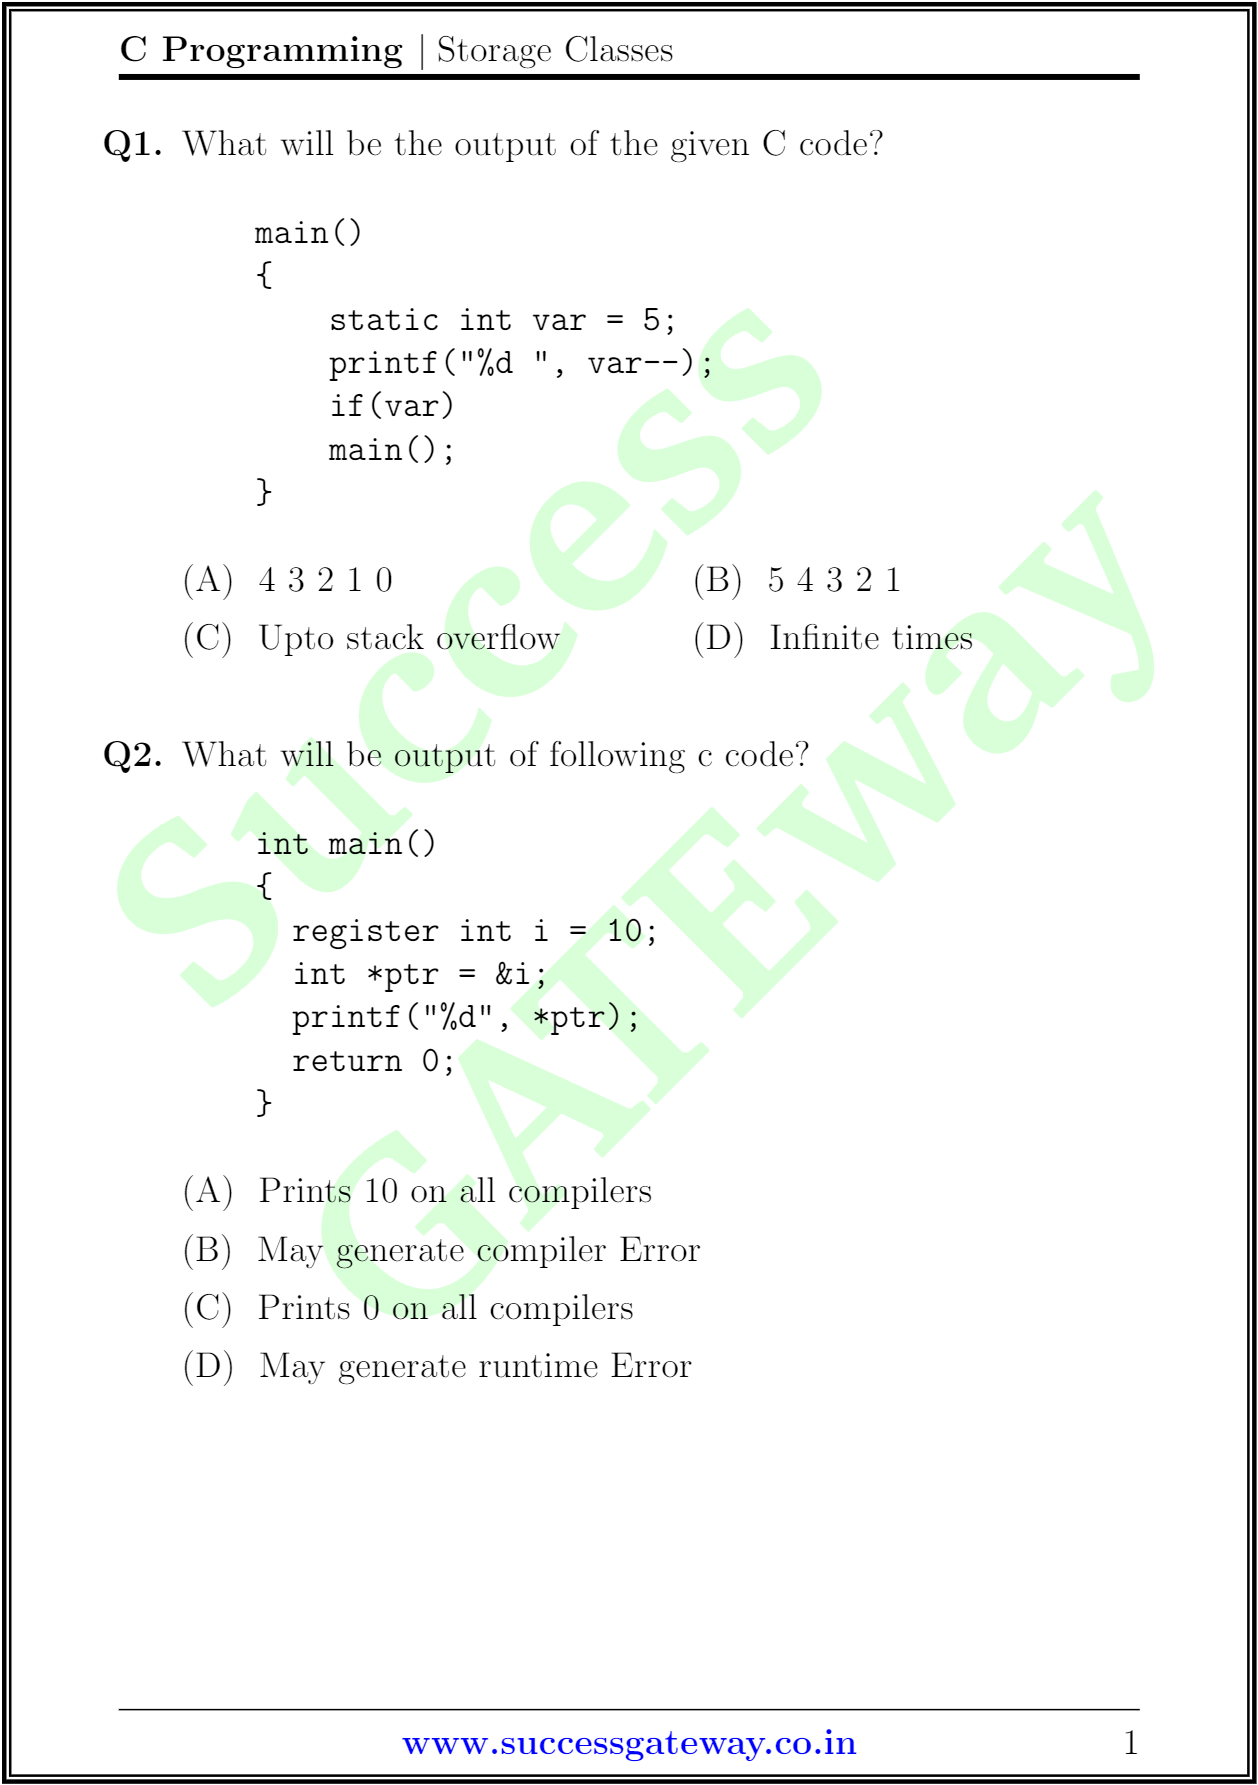 C Programming | Storage Classes
Q1. What will be the output of the given C code?
main()
{
    static int var = 5;
    printf("%d ", var--);
    if(var)
    main();
}
(A) 4 3 2 1 0 (B) 5 4 3 2 1
(C) Upto stack overflow (D) Infinite times
Q2. What will be output of following c code?
int main()
{
  register int i = 10;
  int *ptr = &i;
  printf("%d", *ptr);
  return 0;
}
(A) Prints 10 on all compilers
(B) May generate compiler Error
(C) Prints 0 on all compilers
(D) May generate runtime Error
Success
GATEway
www.successgateway.co.in 1